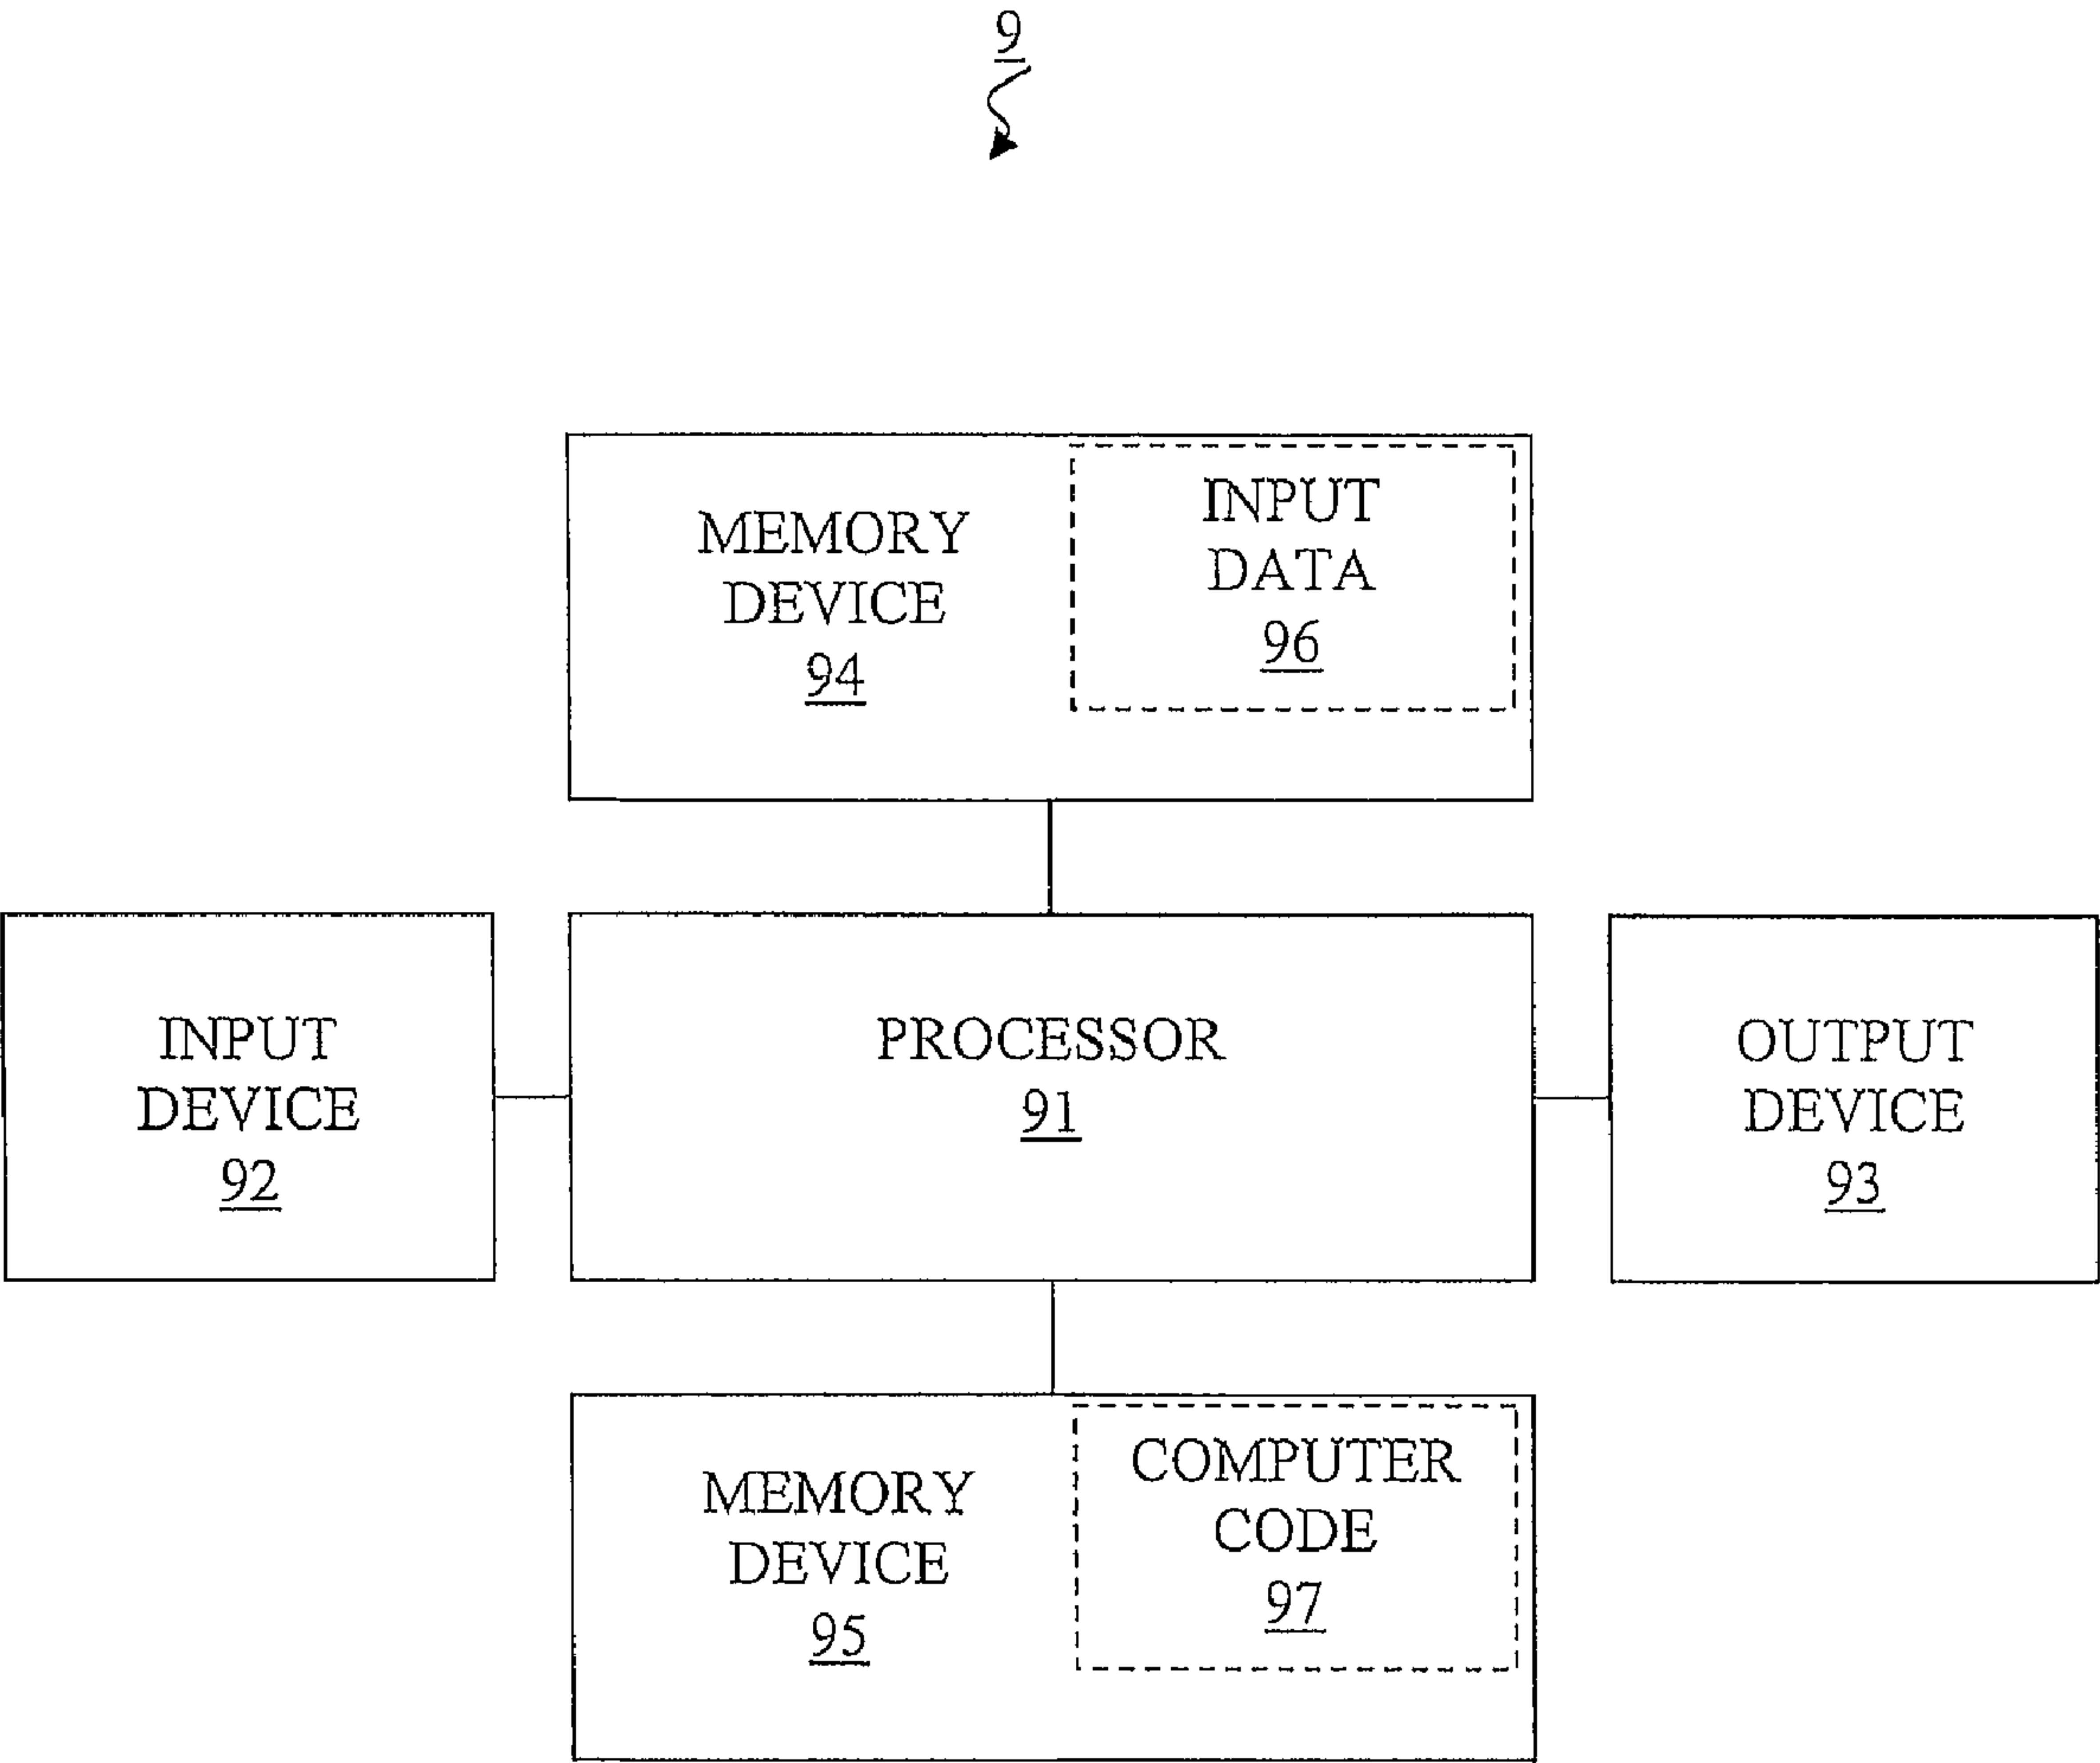 9
MEMORY
DEVICE
94
INPUT
DATA
96
INPUT
DEVICE
92
PROCESSOR
91
OUTPUT
DEVICE
93
MEMORY
DEVICE
95
COMPUTER
CODE
97